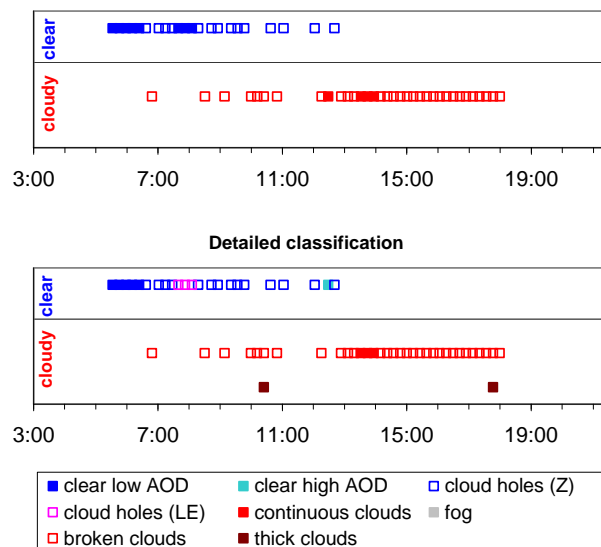 clear
cloudy
3:00 7:00 11:00 15:00 19:00
Detailed classification
clear
cloudy
3:00 7:00 11:00 15:00 19:00
clear low AOD clear high AOD cloud holes (Z)
cloud holes (LE) continuous clouds fog
broken clouds thick clouds